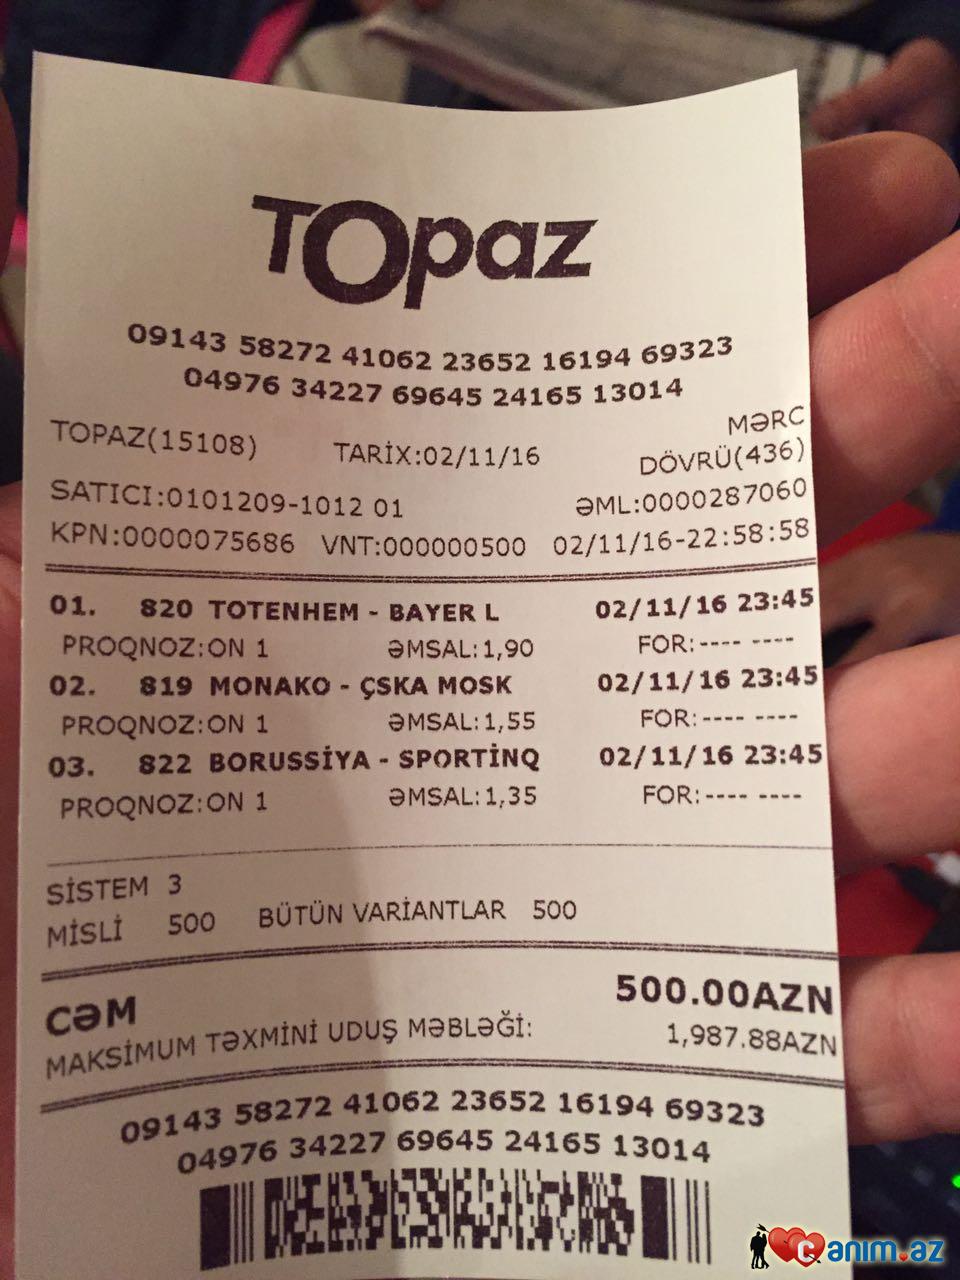 TOpaz
09143 58272 41062 23652 16194 69323
04976 34227 69645 24165 13014
TOPAZ(15108) TARİX:02/11/16 MƏRC DÖVRÜ(436)
SATICI:0101209-1012 01 ƏML:0000287060
KPN:0000075686 VNT:000000500 02/11/16-22:58:58
01. 820 TOTENHEM - BAYER L 02/11/16 23:45
PROQNOZ:ON 1 ƏMSAL:1,90 FOR:---- ----
02. 819 MONAKO - ÇSKA MOSK 02/11/16 23:45
PROQNOZ:ON 1 ƏMSAL:1,55 FOR:---- ----
03. 822 BORUSSİYA - SPORTİNQ 02/11/16 23:45
PROQNOZ:ON 1 ƏMSAL:1,35 FOR:---- ----
SİSTEM 3
MİSLİ 500 BÜTÜN VARİANTLAR 500
CƏM 500.00AZN
MAKSİMUM TƏXMİNİ UDUŞ MƏBLƏĞİ: 1,987.88AZN
09143 58272 41062 23652 16194 69323
04976 34227 69645 24165 13014
canim.az